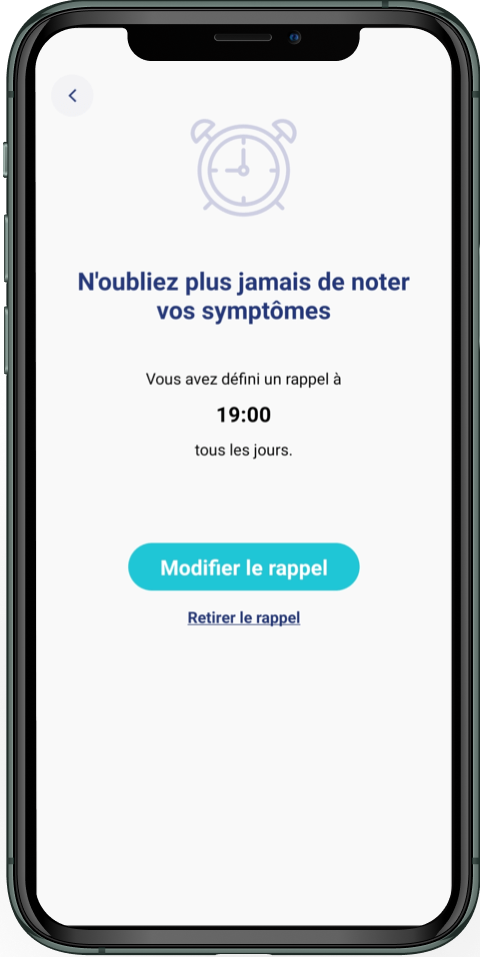 N'oubliez plus jamais de noter
vos symptômes
Vous avez défini un rappel à
19:00
tous les jours.
Modifier le rappel
Retirer le rappel